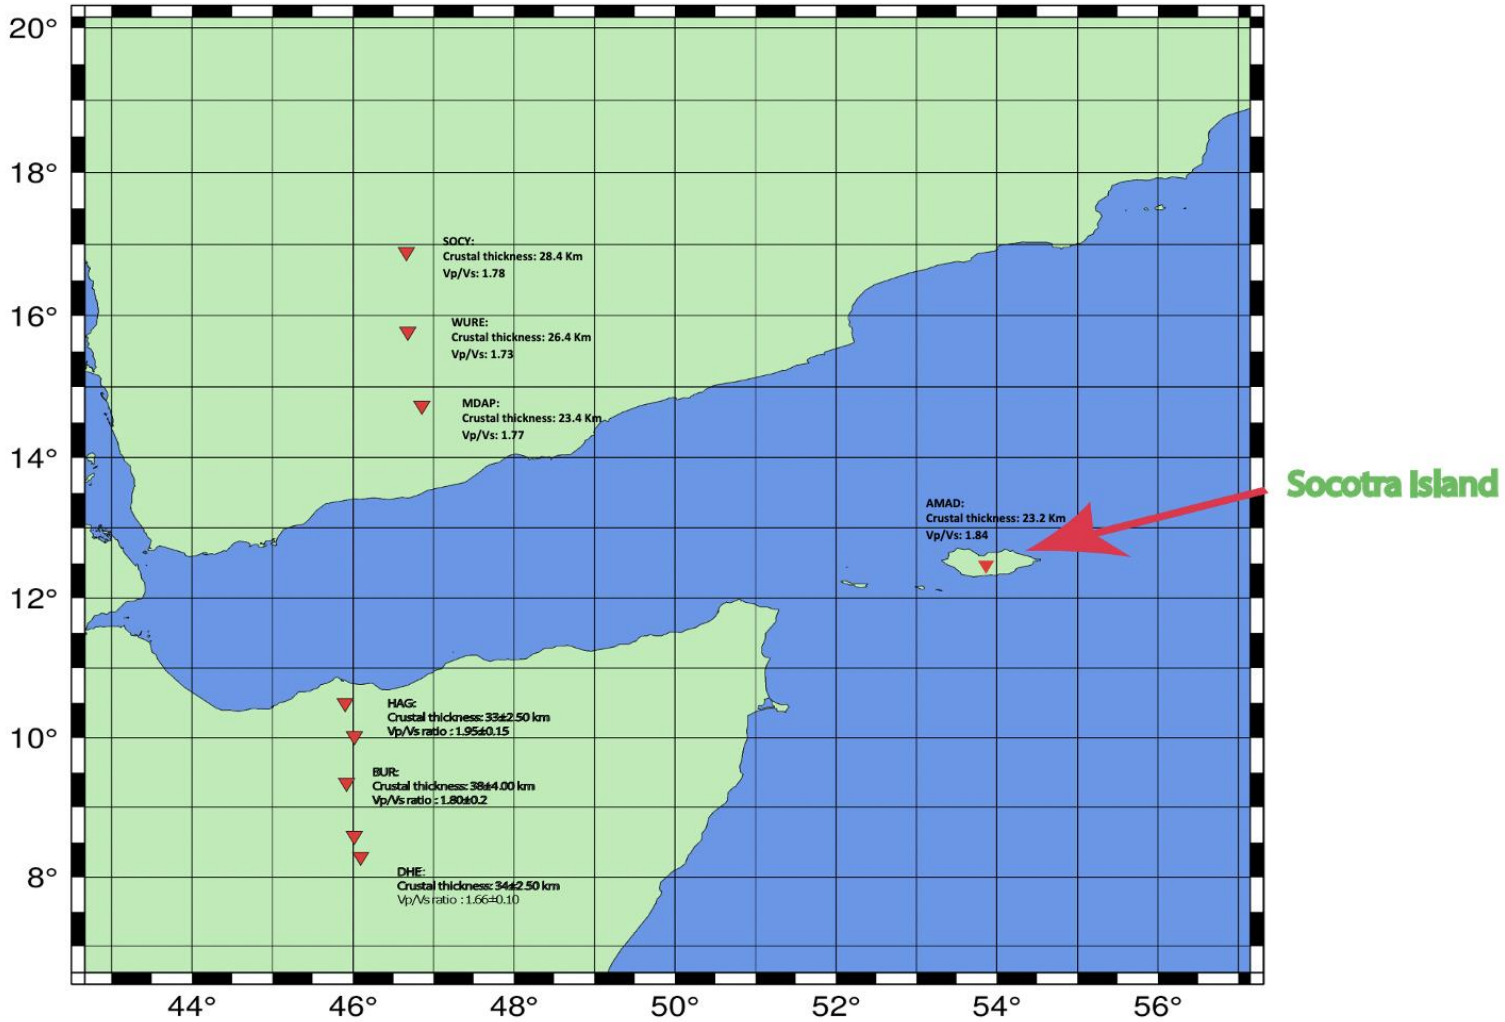 20°
18°
SOCY:
Crustal thickness: 28.4 Km
Vp/Vs: 1.78
16°
WURE:
Crustal thickness: 26.4 Km
Vp/Vs: 1.73
MDAP:
Crustal thickness: 23.4 Km
Vp/Vs: 1.77
14°
Socotra Island
AMAD:
Crustal thickness: 23.2 Km
Vp/Vs: 1.84
12°
HAG:
Crustal thickness: 33±2.50 km
Vp/Vs ratio : 1.95±0.15
10°
BUR:
Crustal thickness: 38±4.00 km
Vp/Vs ratio : 1.80±0.2
8°
DHE:
Crustal thickness: 34±2.50 km
Vp/Vs ratio : 1.66±0.10
44° 46° 48° 50° 52° 54° 56°